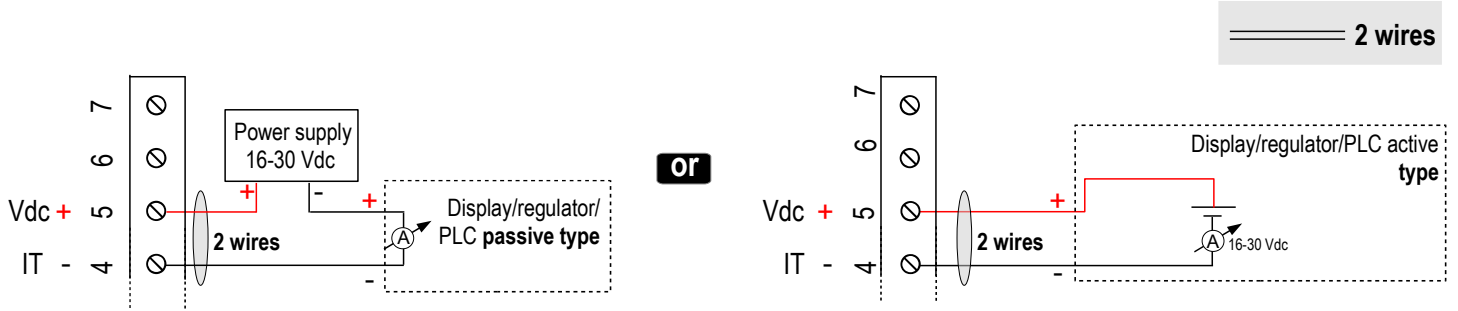 2 wires
7
6
Vdc + 5
IT - 4
Power supply
16-30 Vdc
+ -
2 wires
+
Display/regulator/
PLC passive type
A
-
or
7
6
Vdc + 5
IT - 4
2 wires
+
Display/regulator/PLC active
type
A 16-30 Vdc
-